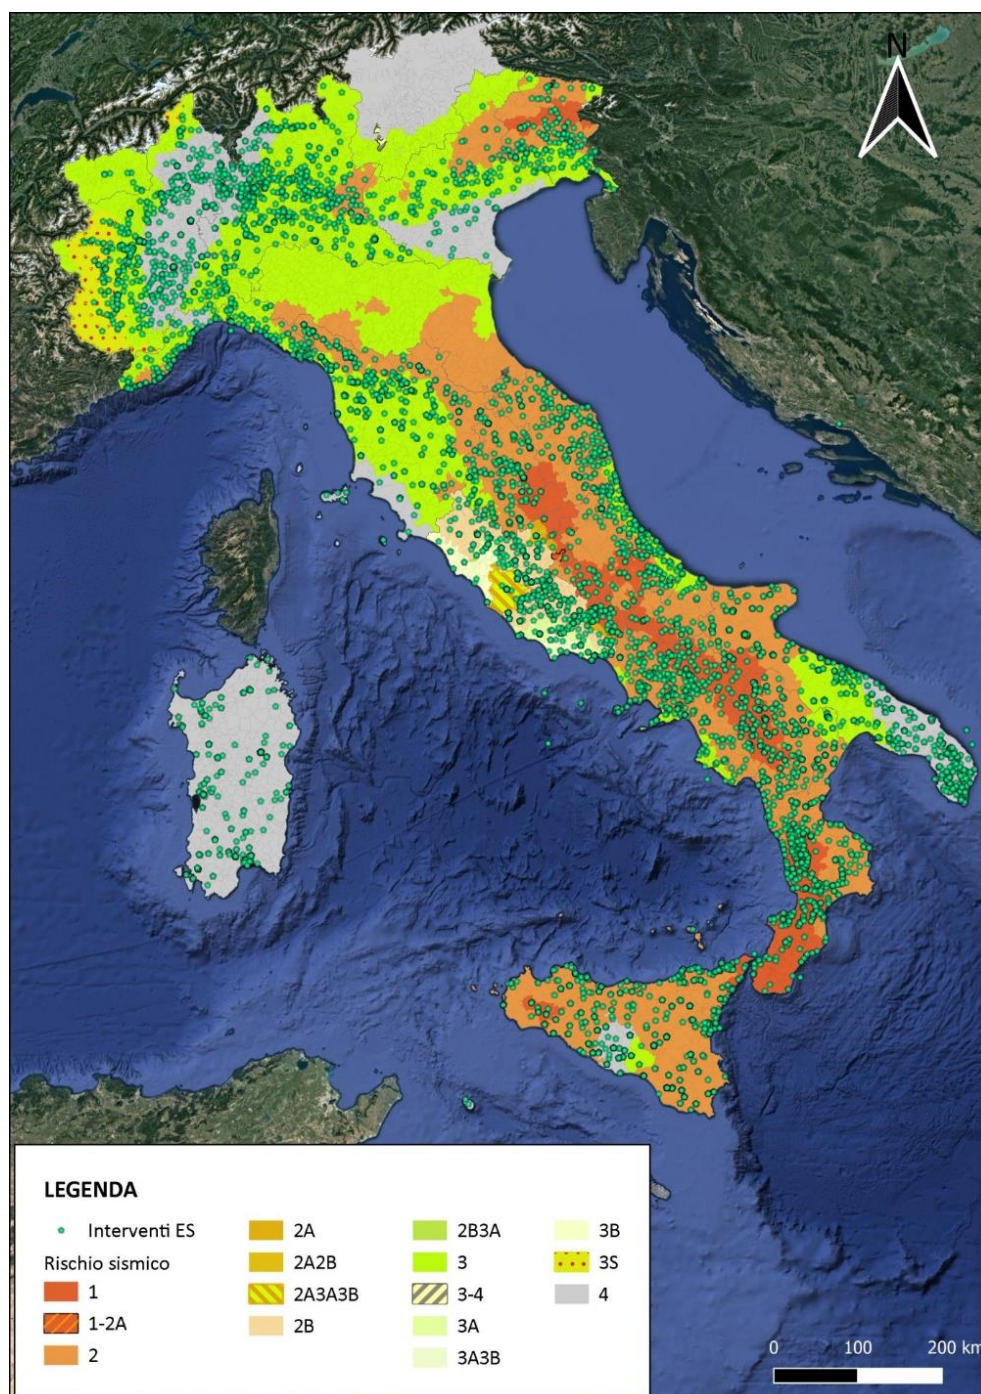 N
LEGENDA
Interventi ES
Rischio sismico
1
1-2A
2
2A
2A2B
2A3A3B
2B
2B3A
3
3-4
3A
3A3B
3B
3S
4
0 100 200 km